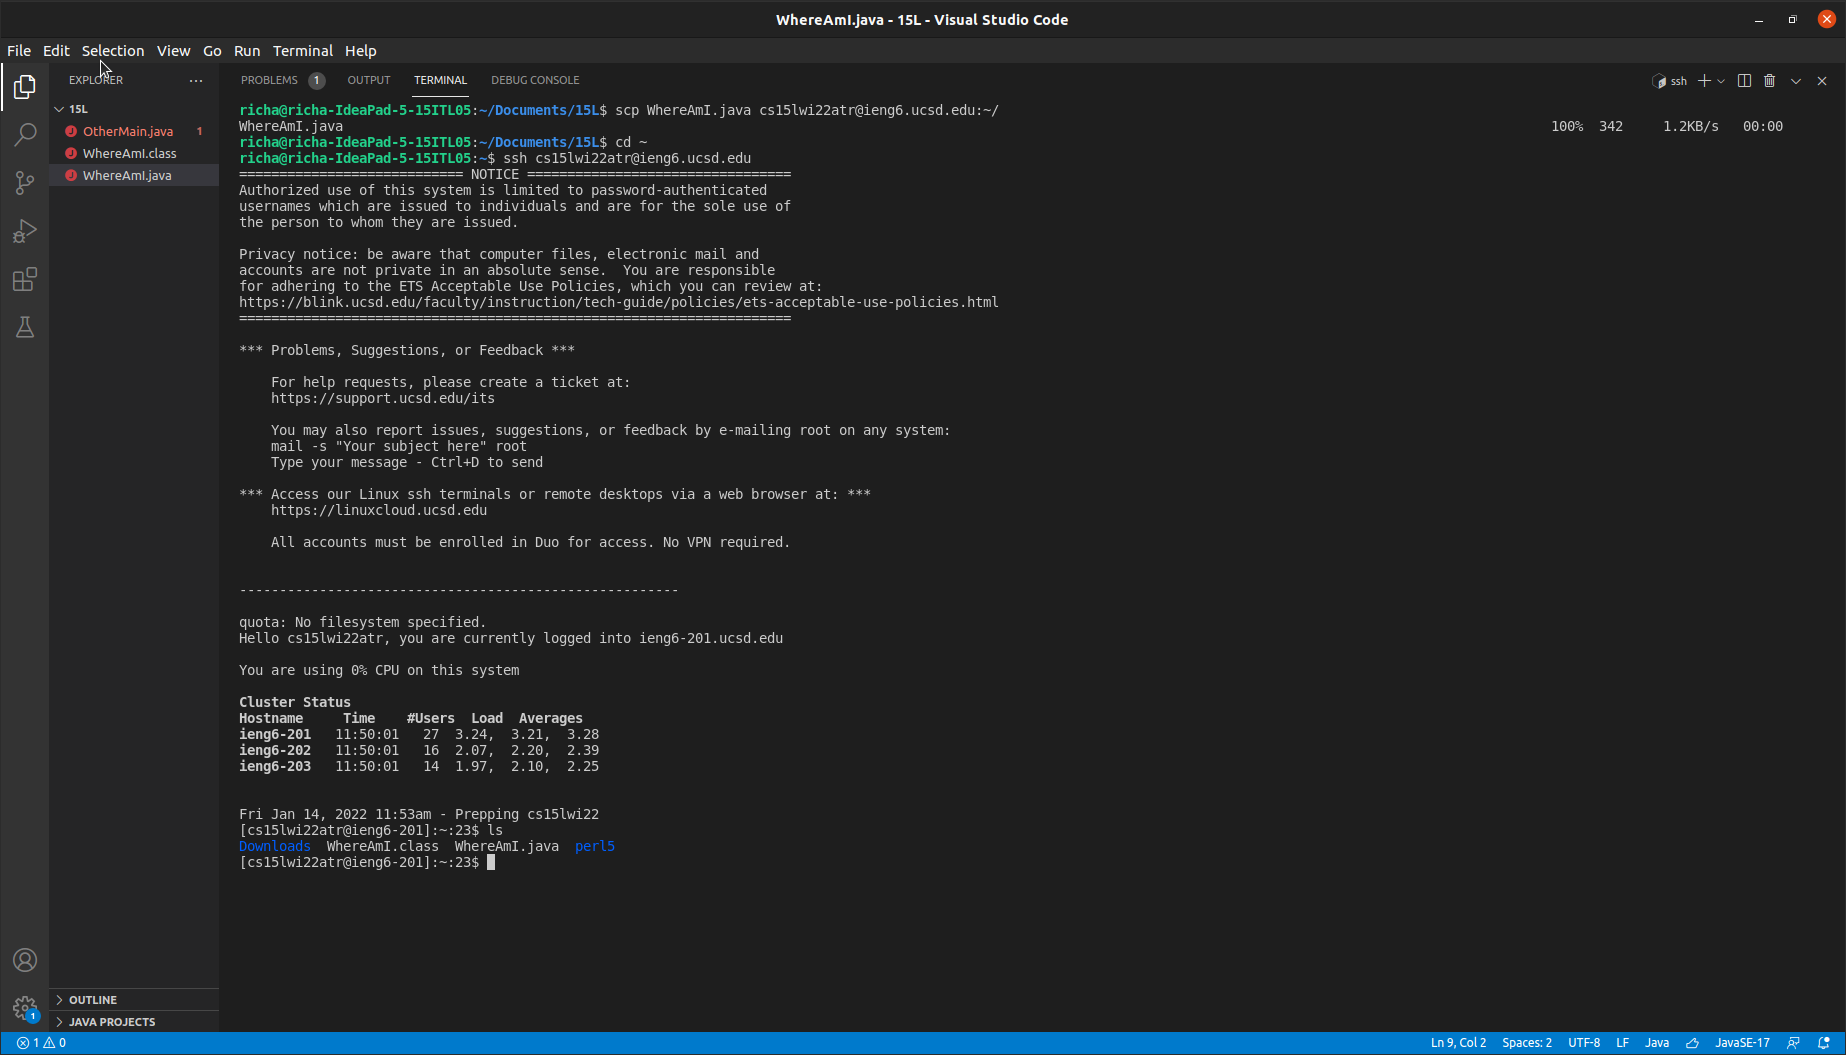 WhereAmI.java - 15L - Visual Studio Code
File Edit Selection View Go Run Terminal Help
EXPLORER
15L
OtherMain.java 1
WhereAmI.class
WhereAmI.java
OUTLINE
JAVA PROJECTS
1
PROBLEMS 1 OUTPUT TERMINAL DEBUG CONSOLE
ssh
richa@richa-IdeaPad-5-15ITL05:~/Documents/15L$ scp WhereAmI.java cs15lwi22atr@ieng6.ucsd.edu:~/
WhereAmI.java 100% 342 1.2KB/s 00:00
richa@richa-IdeaPad-5-15ITL05:~/Documents/15L$ cd ~
richa@richa-IdeaPad-5-15ITL05:~$ ssh cs15lwi22atr@ieng6.ucsd.edu
============================ NOTICE =================================
Authorized use of this system is limited to password-authenticated
usernames which are issued to individuals and are for the sole use of
the person to whom they are issued.
Privacy notice: be aware that computer files, electronic mail and
accounts are not private in an absolute sense.  You are responsible
for adhering to the ETS Acceptable Use Policies, which you can review at:
https://blink.ucsd.edu/faculty/instruction/tech-guide/policies/ets-acceptable-use-policies.html
=====================================================================
*** Problems, Suggestions, or Feedback ***
For help requests, please create a ticket at:
https://support.ucsd.edu/its
You may also report issues, suggestions, or feedback by e-mailing root on any system:
mail -s "Your subject here" root
Type your message - Ctrl+D to send
*** Access our Linux ssh terminals or remote desktops via a web browser at: ***
https://linuxcloud.ucsd.edu
All accounts must be enrolled in Duo for access. No VPN required.
-------------------------------------------------------
quota: No filesystem specified.
Hello cs15lwi22atr, you are currently logged into ieng6-201.ucsd.edu
You are using 0% CPU on this system
Cluster Status
Hostname     Time    #Users  Load  Averages
ieng6-201   11:50:01   27  3.24,  3.21,  3.28
ieng6-202   11:50:01   16  2.07,  2.20,  2.39
ieng6-203   11:50:01   14  1.97,  2.10,  2.25
Fri Jan 14, 2022 11:53am - Prepping cs15lwi22
[cs15lwi22atr@ieng6-201]:~:23$ ls
Downloads  WhereAmI.class  WhereAmI.java  perl5
[cs15lwi22atr@ieng6-201]:~:23$
1 0 Ln 9, Col 2 Spaces: 2 UTF-8 LF Java JavaSE-17